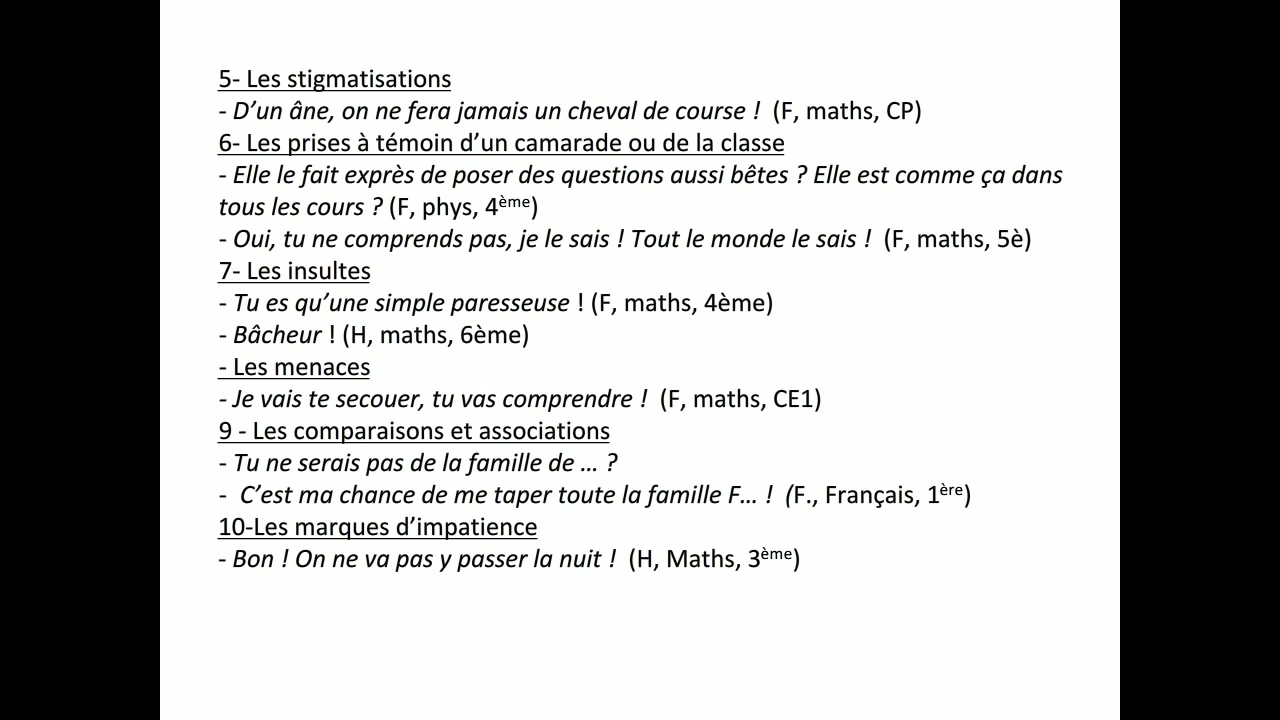 5- Les stigmatisations
- D’un âne, on ne fera jamais un cheval de course ! (F, maths, CP)
6- Les prises à témoin d’un camarade ou de la classe
- Elle le fait exprès de poser des questions aussi bêtes ? Elle est comme ça dans
tous les cours ? (F, phys, 4ème)
- Oui, tu ne comprends pas, je le sais ! Tout le monde le sais ! (F, maths, 5è)
7- Les insultes
- Tu es qu’une simple paresseuse ! (F, maths, 4ème)
- Bâcheur ! (H, maths, 6ème)
- Les menaces
- Je vais te secouer, tu vas comprendre ! (F, maths, CE1)
9 - Les comparaisons et associations
- Tu ne serais pas de la famille de … ?
- C’est ma chance de me taper toute la famille F… ! (F., Français, 1ère)
10-Les marques d’impatience
- Bon ! On ne va pas y passer la nuit ! (H, Maths, 3ème)